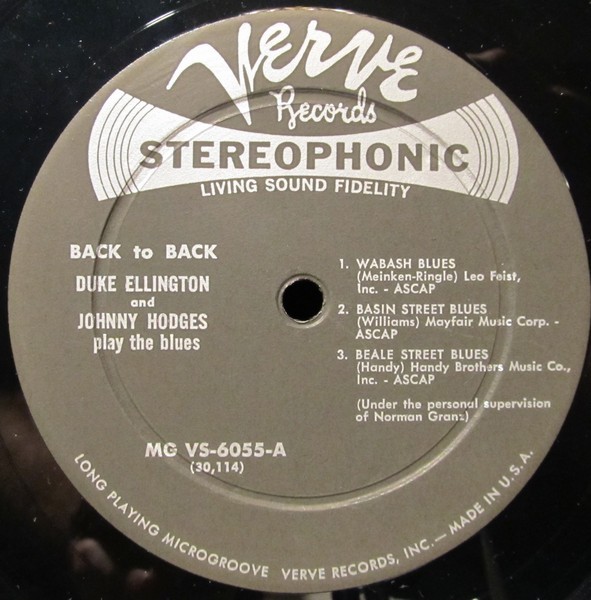 Verve
Records
STEREOPHONIC
LIVING SOUND FIDELITY
BACK to BACK
DUKE ELLINGTON
and
JOHNNY HODGES
play the blues
1. WABASH BLUES
(Meinken-Ringle) Leo Feist,
Inc. - ASCAP
2. BASIN STREET BLUES
(Williams) Mayfair Music Corp. -
ASCAP
3. BEALE STREET BLUES
(Handy) Handy Brothers Music Co.,
Inc. - ASCAP
(Under the personal supervision
of Norman Granz)
MG VS-6055-A
(30,114)
LONG PLAYING MICROGROOVE VERVE RECORDS, INC. — MADE IN U.S.A.